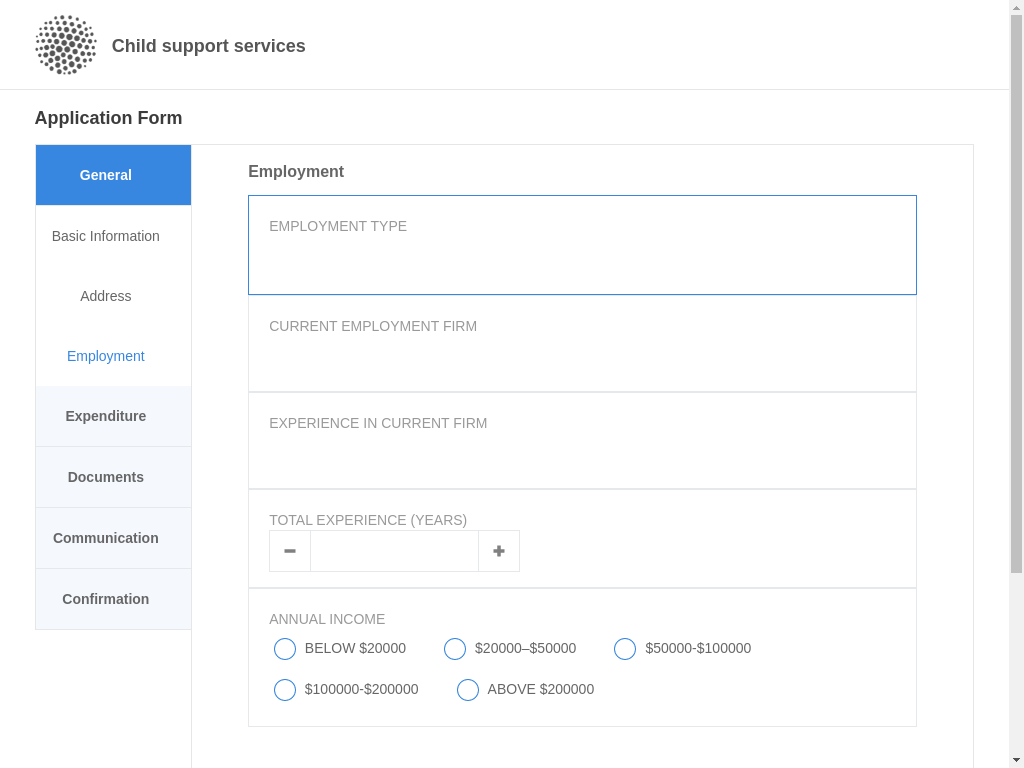 Child support services
Application Form
General
Basic Information
Address
Employment
Expenditure
Documents
Communication
Confirmation
Employment
EMPLOYMENT TYPE
CURRENT EMPLOYMENT FIRM
EXPERIENCE IN CURRENT FIRM
TOTAL EXPERIENCE (YEARS)
ANNUAL INCOME
BELOW $20000 $20000–$50000 $50000-$100000
$100000-$200000 ABOVE $200000